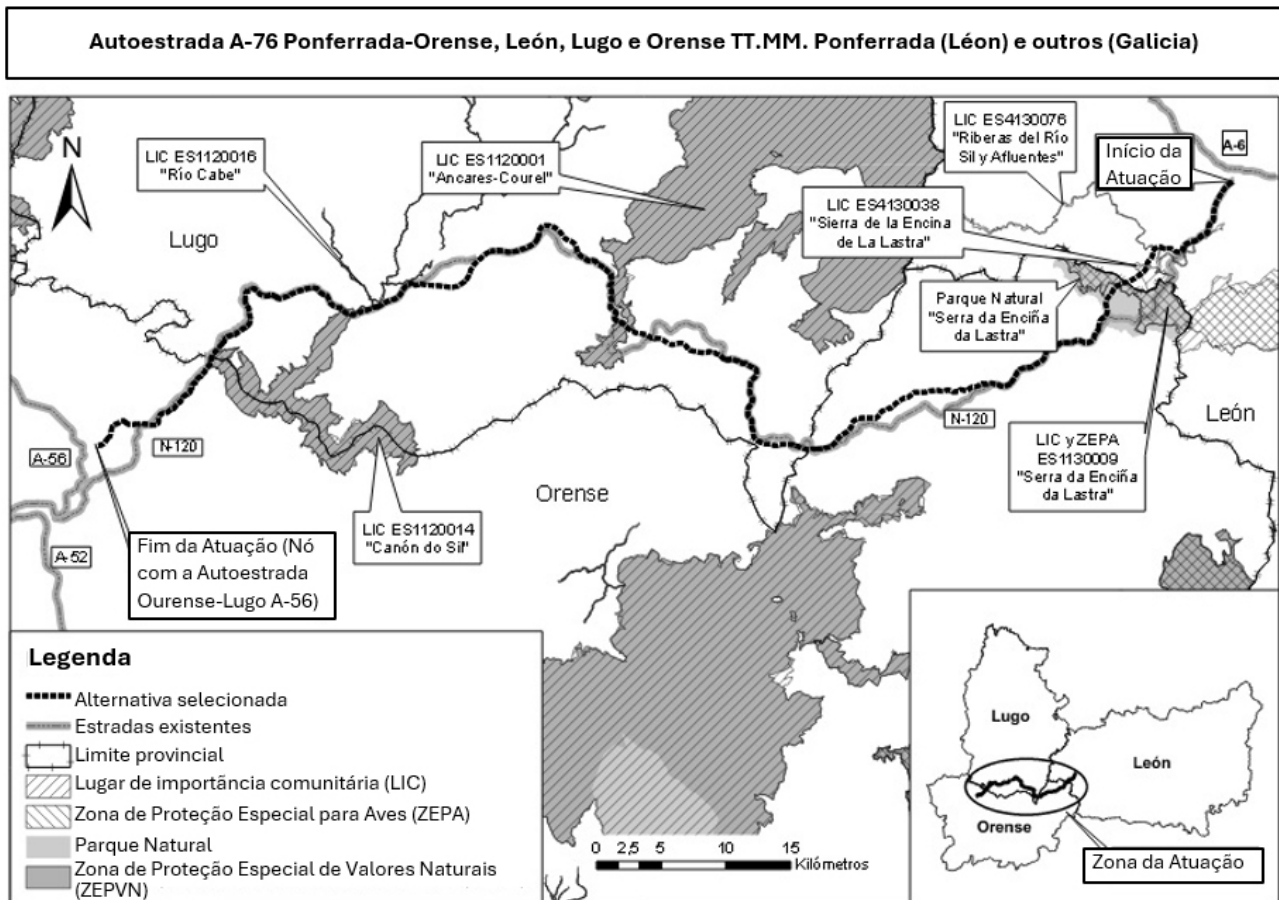 Autoestrada A-76 Ponferrada-Orense, León, Lugo e Orense TT.MM. Ponferrada (Léon) e outros (Galicia)
N
LIC ES1120016
"Río Cabe"
LIC ES1120001
"Ancares-Courel"
LIC ES4130076
"Riberas del Río
Sil y Afluentes"
A-6
Início da
Atuação
LIC ES4130038
"Sierra de la Encina
de La Lastra"
Lugo
Parque Natural
"Serra da Enciña
da Lastra"
León
N-120
LIC y ZEPA
ES1130009
"Serra da Enciña
da Lastra"
N-120
A-56
Orense
LIC ES1120014
"Canón do Sil"
A-52
Fim da Atuação (Nó
com a Autoestrada
Ourense-Lugo A-56)
Legenda
Alternativa selecionada
Estradas existentes
Limite provincial
Lugar de importância comunitária (LIC)
Zona de Proteção Especial para Aves (ZEPA)
Parque Natural
Zona de Proteção Especial de Valores Naturais
(ZEPVN)
0 2,5 5 10 15
Kilómetros
Lugo
León
Orense
Zona da Atuação